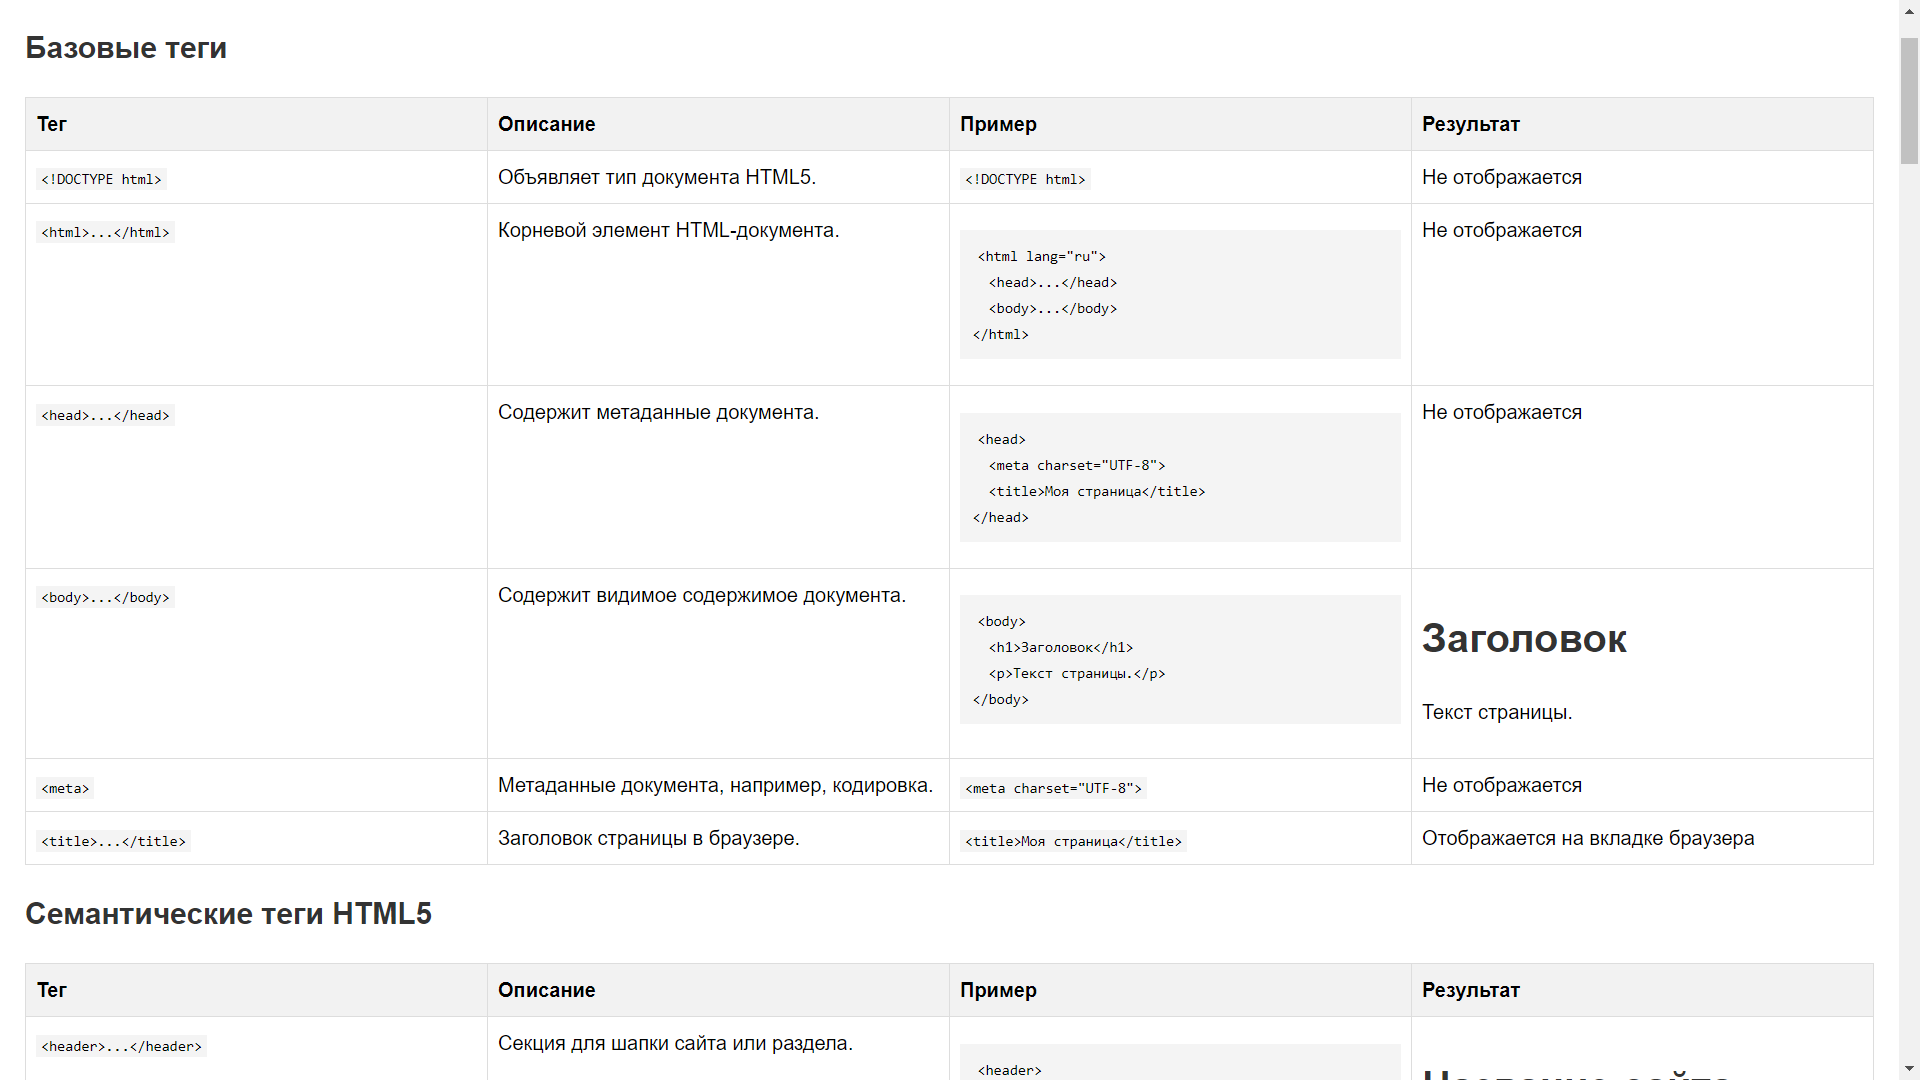 Базовые теги
Тег Описание Пример Результат
<!DOCTYPE html> Объявляет тип документа HTML5. <!DOCTYPE html> Не отображается
<html>...</html> Корневой элемент HTML-документа. Не отображается
<html lang="ru">
<head>...</head>
<body>...</body>
</html>
<head>...</head> Содержит метаданные документа. Не отображается
<head>
<meta charset="UTF-8">
<title>Моя страница</title>
</head>
<body>...</body> Содержит видимое содержимое документа.
<body>
<h1>Заголовок</h1>
<p>Текст страницы.</p>
</body>
Заголовок
Текст страницы.
<meta> Метаданные документа, например, кодировка. <meta charset="UTF-8"> Не отображается
<title>...</title> Заголовок страницы в браузере. <title>Моя страница</title> Отображается на вкладке браузера
Семантические теги HTML5
Тег Описание Пример Результат
<header>...</header> Секция для шапки сайта или раздела.
<header>
Название сайта